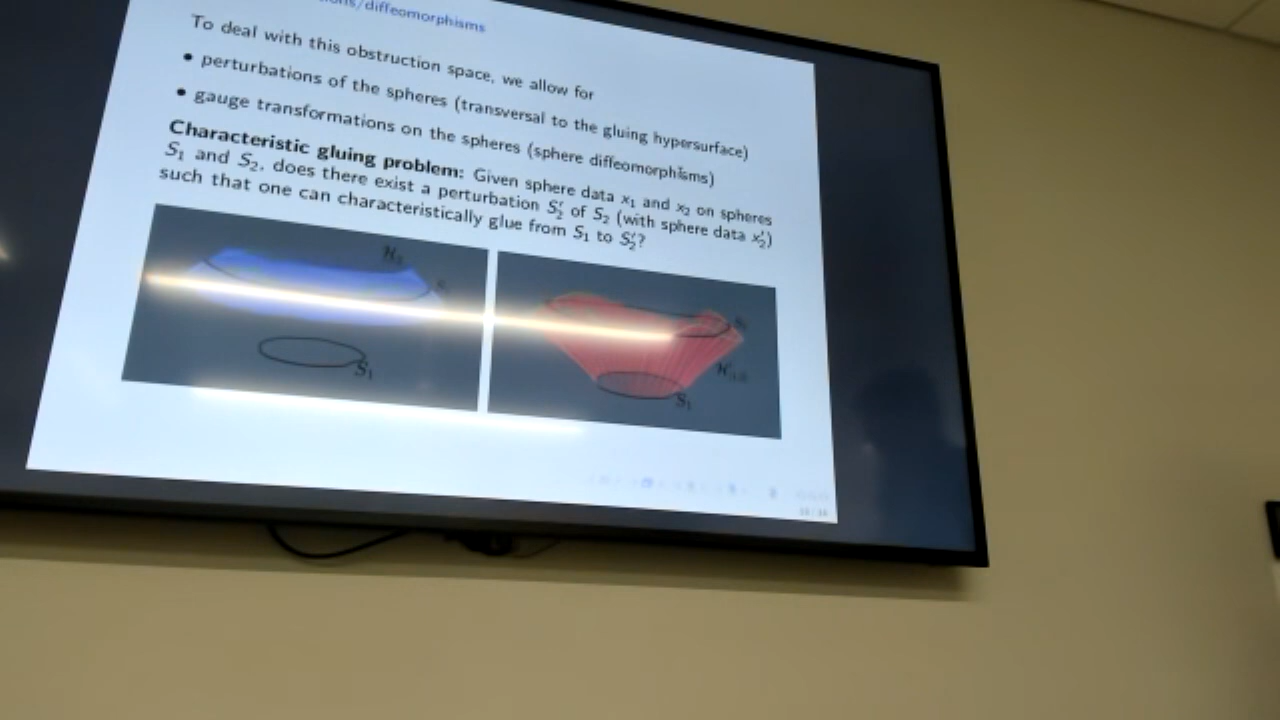 /diffeomorphisms
To deal with this obstruction space, we allow for
• perturbations of the spheres (transversal to the gluing hypersurface)
• gauge transformations on the spheres (sphere diffeomorphisms)
Characteristic gluing problem: Given sphere data x₁ and x₂ on spheres
S₁ and S₂, does there exist a perturbation S₂′ of S₂ (with sphere data x₂′)
such that one can characteristically glue from S₁ to S₂′?
S₁
S₁